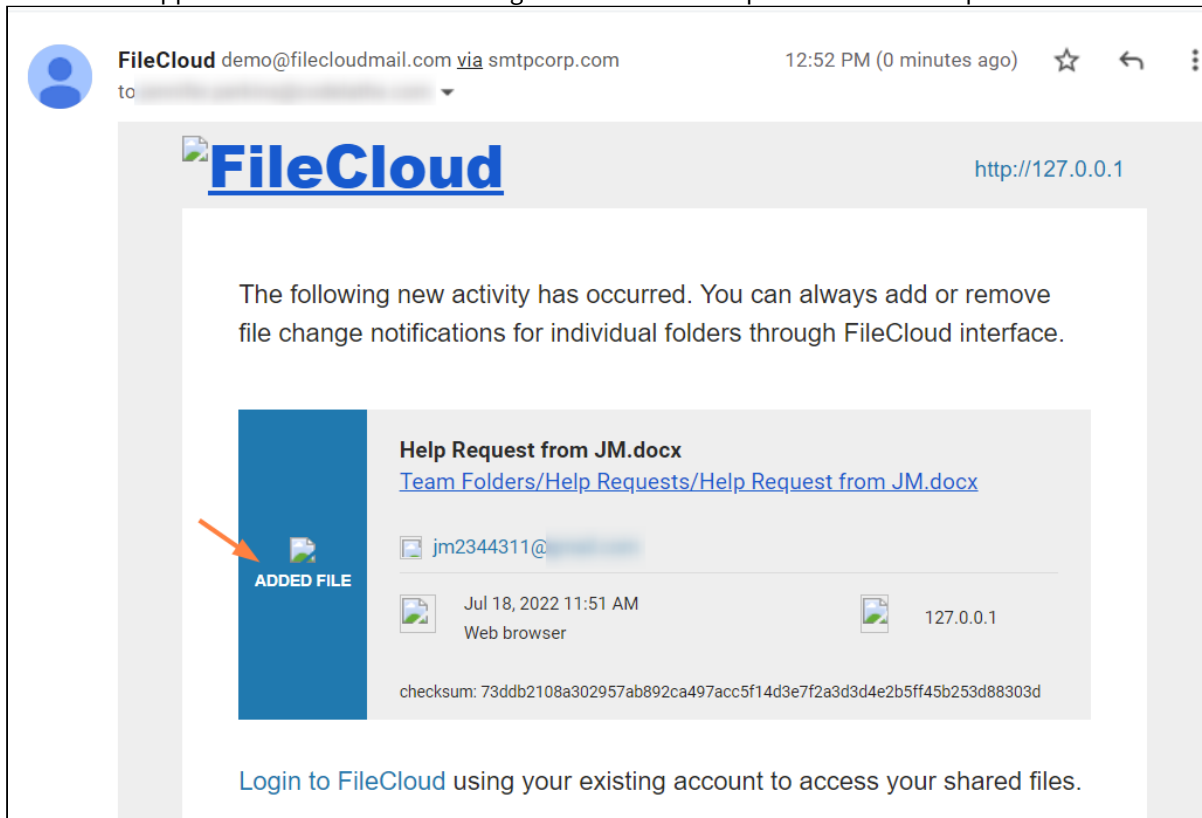 FileCloud demo@filecloudmail.com via smtpcorp.com 12:52 PM (0 minutes ago)
to
FileCloud
http://127.0.0.1
The following new activity has occurred. You can always add or remove
file change notifications for individual folders through FileCloud interface.
Help Request from JM.docx
Team Folders/Help Requests/Help Request from JM.docx
jm2344311@
ADDED FILE
Jul 18, 2022 11:51 AM
Web browser
127.0.0.1
checksum: 73ddb2108a302957ab892ca497acc5f14d3e7f2a3d3d4e2b5ff45b253d88303d
Login to FileCloud using your existing account to access your shared files.